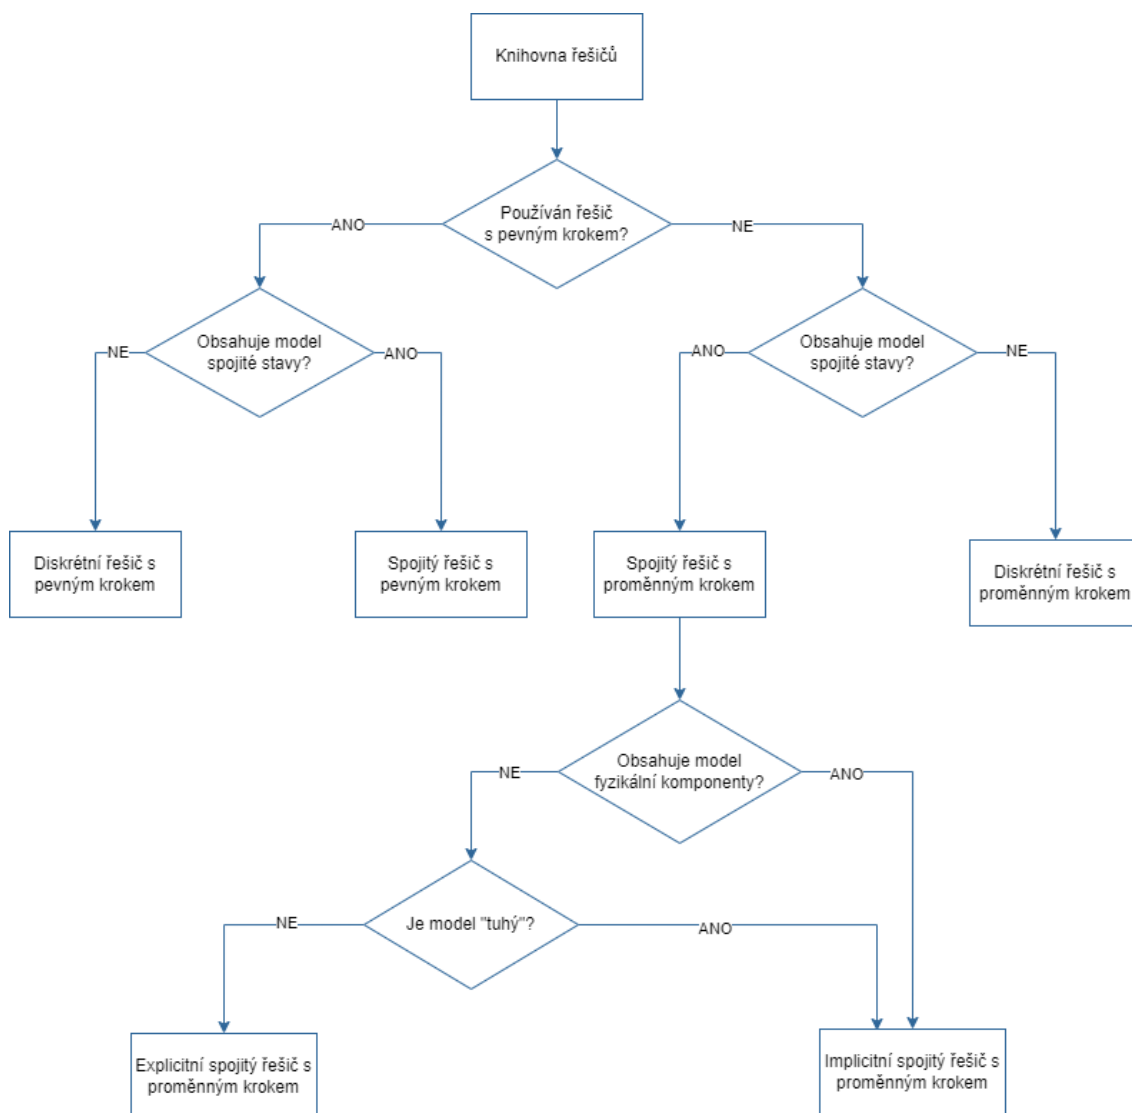 Knihovna řešičů
Používán řešič
s pevným krokem?
ANO
NE
Obsahuje model
spojité stavy?
NE
ANO
Obsahuje model
spojité stavy?
ANO
NE
Diskrétní řešič s
pevným krokem
Spojitý řešič s
pevným krokem
Spojitý řešič s
proměnným krokem
Diskrétní řešič s
proměnným krokem
Obsahuje model
fyzikální komponenty?
NE
ANO
Je model "tuhý"?
NE
ANO
Explicitní spojitý řešič s
proměnným krokem
Implicitní spojitý řešič s
proměnným krokem